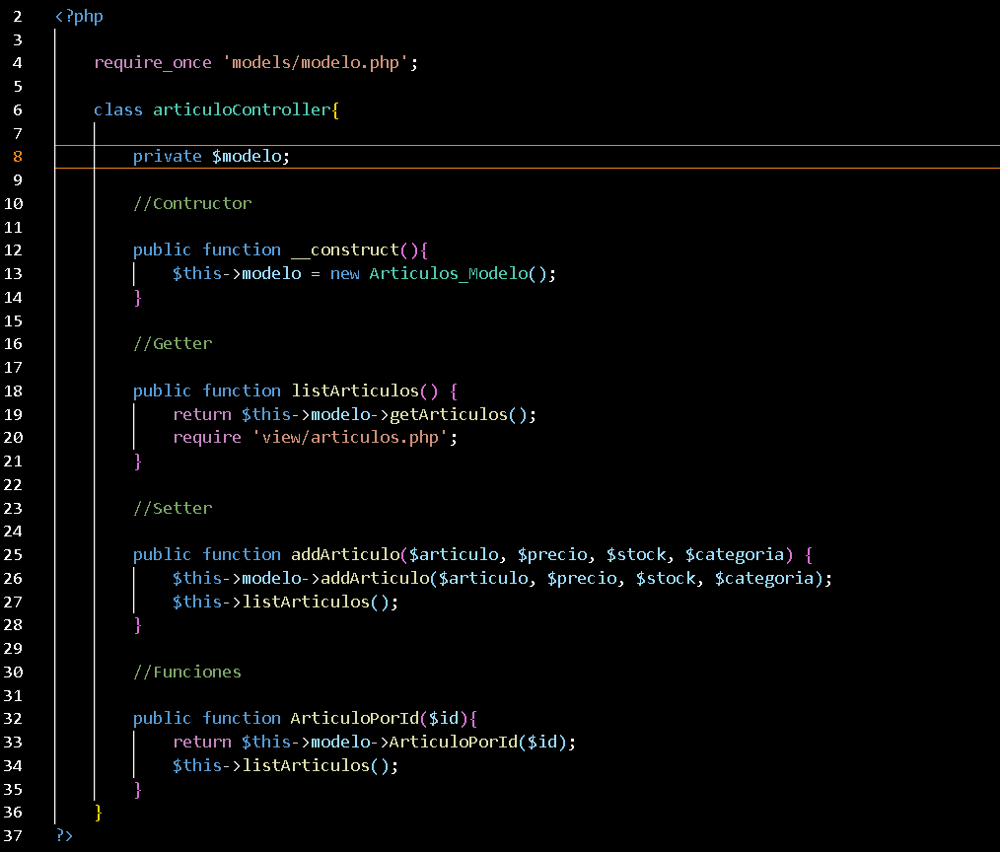 2 <?php
3
4 require_once 'models/modelo.php';
5
6 class articuloController{
7
8 private $modelo;
9
10 //Contructor
11
12 public function __construct(){
13 $this->modelo = new Articulos_Modelo();
14 }
15
16 //Getter
17
18 public function listArticulos() {
19 return $this->modelo->getArticulos();
20 require 'view/articulos.php';
21 }
22
23 //Setter
24
25 public function addArticulo($articulo, $precio, $stock, $categoria) {
26 $this->modelo->addArticulo($articulo, $precio, $stock, $categoria);
27 $this->listArticulos();
28 }
29
30 //Funciones
31
32 public function ArticuloPorId($id){
33 return $this->modelo->ArticuloPorId($id);
34 $this->listArticulos();
35 }
36 }
37 ?>